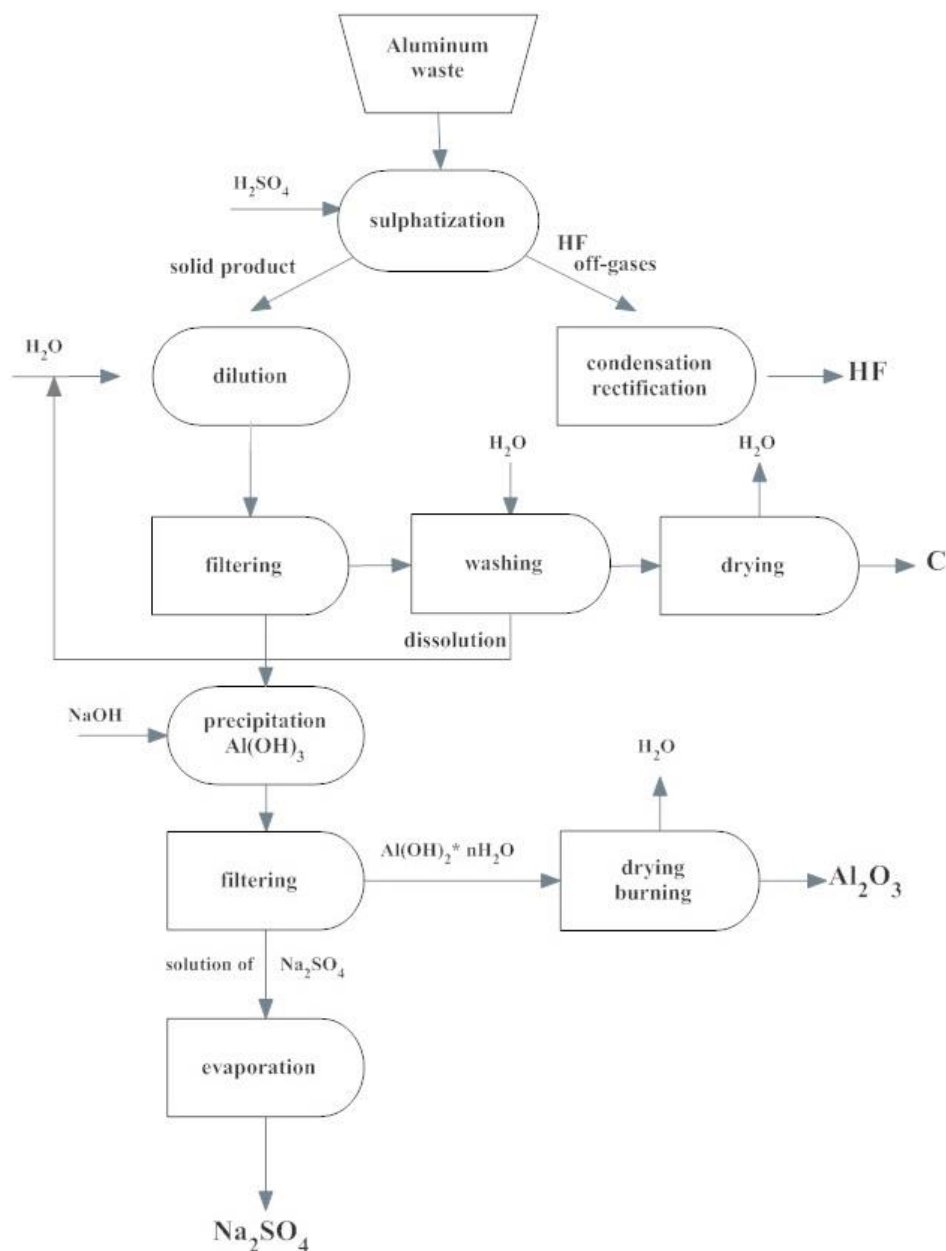 Aluminum
waste
H₂SO₄
sulphatization
solid product
HF
off-gases
H₂O
dilution
condensation
rectification
HF
H₂O
H₂O
filtering
washing
drying
C
dissolution
NaOH
precipitation
Al(OH)₃
H₂O
filtering
Al(OH)₂* nH₂O
drying
burning
Al₂O₃
solution of Na₂SO₄
evaporation
Na₂SO₄